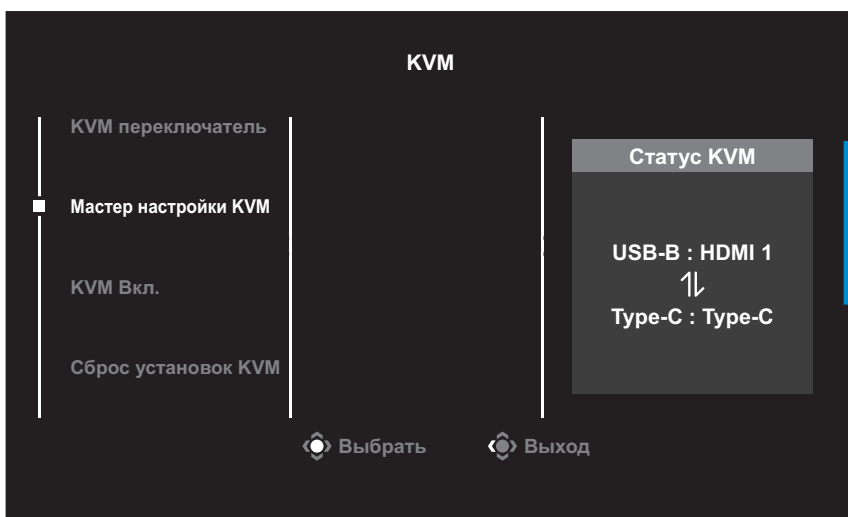 KVM
KVM переключатель
Мастер настройки KVM
KVM Вкл.
Сброс установок KVM
Статус KVM
USB-B : HDMI 1
Type-C : Type-C
Выбрать
Выход